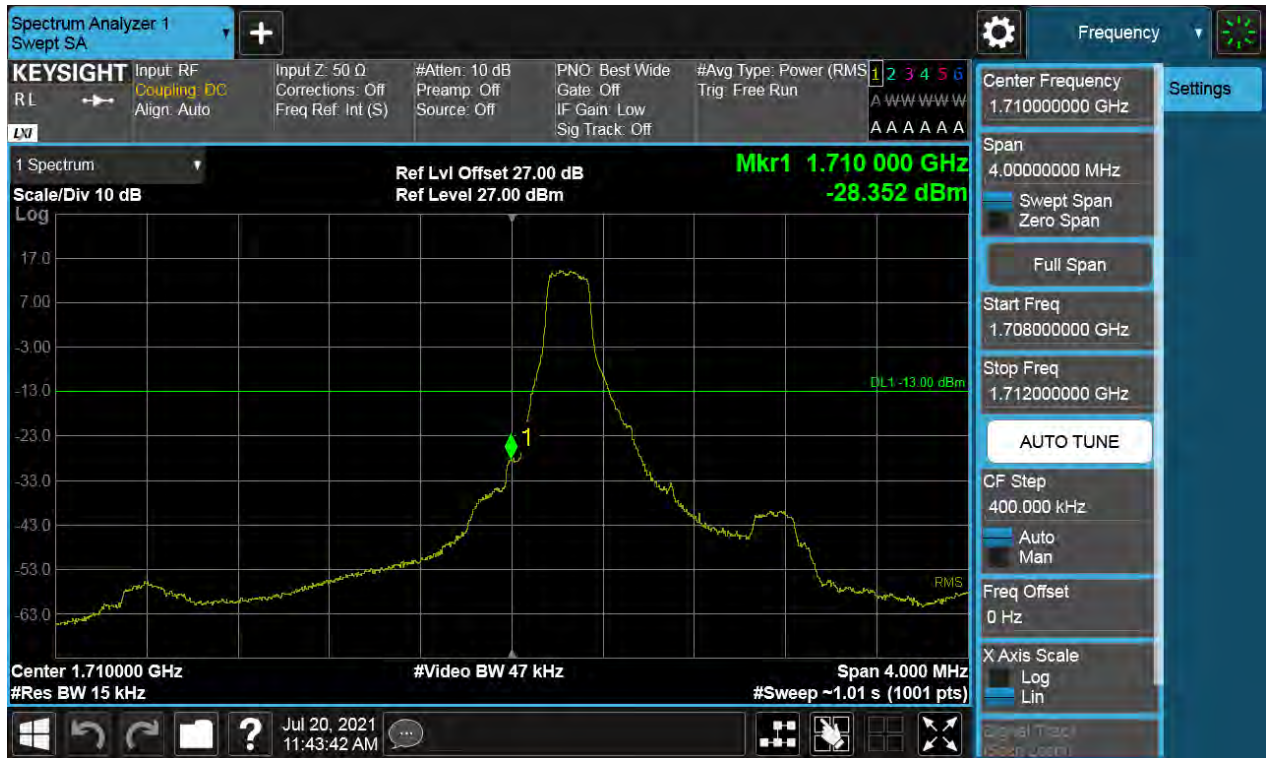 Spectrum Analyzer 1
Swept SA
Frequency
KEYSIGHT
R L
LXI
Input: RF
Coupling: DC
Align: Auto
Input Z: 50 Ω
Corrections: Off
Freq Ref: Int (S)
#Atten: 10 dB
Preamp: Off
Source: Off
PNO: Best Wide
Gate: Off
IF Gain: Low
Sig Track: Off
#Avg Type: Power (RMS
Trig: Free Run
1 2 3 4 5 6
A W W W W W
A A A A A A
1 Spectrum
Scale/Div 10 dB
Log
Ref Lvl Offset 27.00 dB
Ref Level 27.00 dBm
Mkr1 1.710 000 GHz
-28.352 dBm
17.0
7.00
-3.00
-13.0
-23.0
-33.0
-43.0
-53.0
-63.0
DL1 -13.00 dBm
1
RMS
Center 1.710000 GHz
#Res BW 15 kHz
#Video BW 47 kHz
Span 4.000 MHz
#Sweep ~1.01 s (1001 pts)
Center Frequency
1.710000000 GHz
Span
4.00000000 MHz
Swept Span
Zero Span
Full Span
Start Freq
1.708000000 GHz
Stop Freq
1.712000000 GHz
AUTO TUNE
CF Step
400.000 kHz
Auto
Man
Freq Offset
0 Hz
X Axis Scale
Log
Lin
Signal Track
(Span Zoom)
Settings
?
Jul 20, 2021
11:43:42 AM